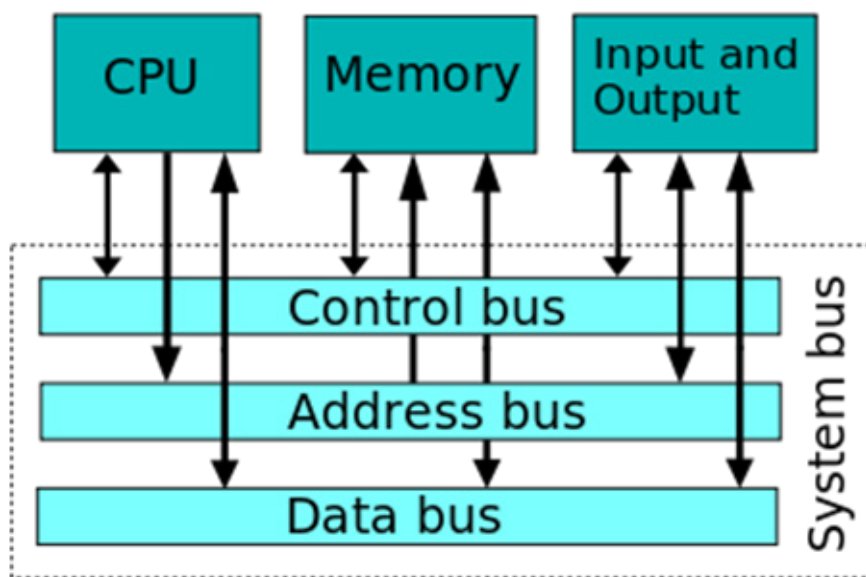 CPU
Memory
Input and
Output
Control bus
Address bus
Data bus
System bus